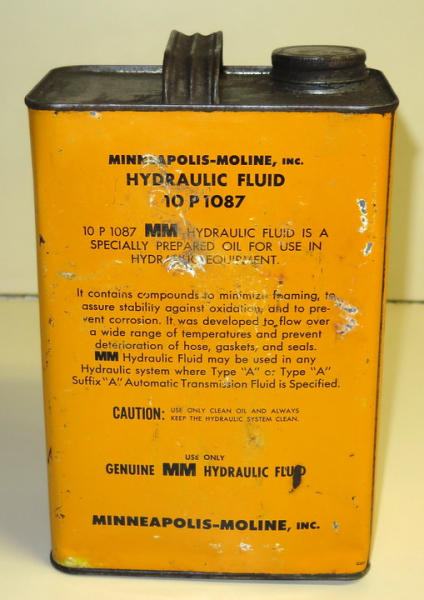 MINNEAPOLIS-MOLINE, INC.
HYDRAULIC FLUID
10 P 1087
10 P 1087 MM HYDRAULIC FLUID IS A
SPECIALLY PREPARED OIL FOR USE IN
HYDRAULIC EQUIPMENT.
It contains compounds to minimize foaming, to
assure stability against oxidation, and to pre-
vent corrosion. It was developed to flow over
a wide range of temperatures and prevent
deterioration of hose, gaskets, and seals.
MM Hydraulic Fluid may be used in any
Hydraulic system where Type "A" or Type "A"
Suffix "A" Automatic Transmission Fluid is Specified.
CAUTION: USE ONLY CLEAN OIL AND ALWAYS
KEEP THE HYDRAULIC SYSTEM CLEAN.
USE ONLY
GENUINE MM HYDRAULIC FLUID
MINNEAPOLIS-MOLINE, INC.